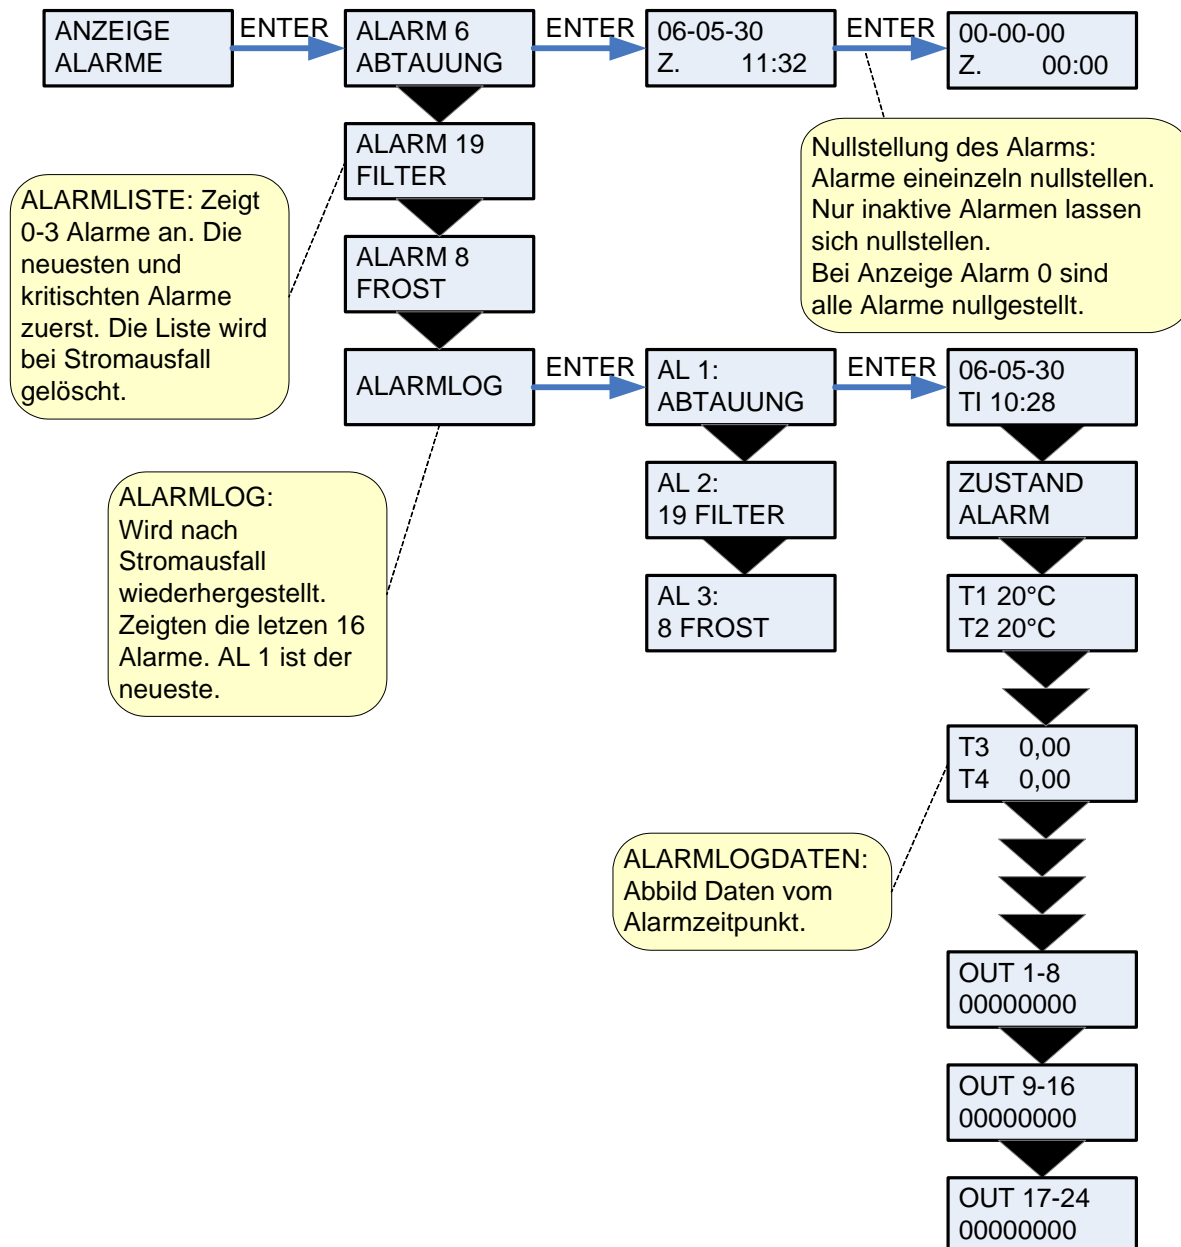 ANZEIGE
ALARME
ENTER
ALARM 6
ABTAUUNG
ENTER
06-05-30
Z. 11:32
ENTER
00-00-00
Z. 00:00
ALARM 19
FILTER
Nullstellung des Alarms:
Alarme eineinzeln nullstellen.
Nur inaktive Alarmen lassen
sich nullstellen.
Bei Anzeige Alarm 0 sind
alle Alarme nullgestellt.
ALARMLISTE: Zeigt
0-3 Alarme an. Die
neuesten und
kritischten Alarme
zuerst. Die Liste wird
bei Stromausfall
gelöscht.
ALARM 8
FROST
ALARMLOG
ENTER
AL 1:
ABTAUUNG
ENTER
06-05-30
TI 10:28
ALARMLOG:
Wird nach
Stromausfall
wiederhergestellt.
Zeigten die letzen 16
Alarme. AL 1 ist der
neueste.
AL 2:
19 FILTER
ZUSTAND
ALARM
AL 3:
8 FROST
T1 20°C
T2 20°C
T3 0,00
T4 0,00
ALARMLOGDATEN:
Abbild Daten vom
Alarmzeitpunkt.
OUT 1-8
00000000
OUT 9-16
00000000
OUT 17-24
00000000